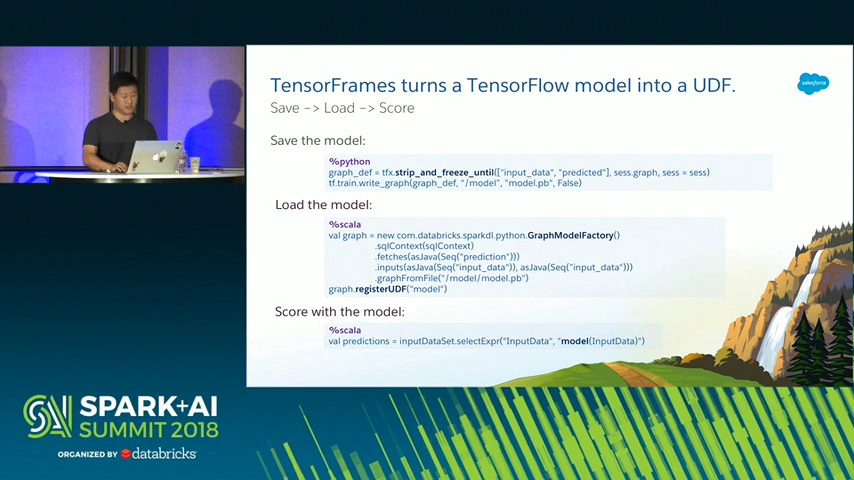 TensorFrames turns a TensorFlow model into a UDF.
salesforce
Save -> Load -> Score
Save the model:
%python
graph_def = tfx.strip_and_freeze_until(["input_data", "predicted"], sess.graph, sess = sess)
tf.train.write_graph(graph_def, "/model", "model.pb", False)
Load the model:
%scala
val graph = new com.databricks.sparkdl.python.GraphModelFactory()
.sqlContext(sqlContext)
.fetches(asJava(Seq("prediction")))
.inputs(asJava(Seq("input_data")), asJava(Seq("input_data")))
.graphFromFile("/model/model.pb")
graph.registerUDF("model")
Score with the model:
%scala
val predictions = inputDataSet.selectExpr("InputData", "model(InputData)")
SPARK+AI
SUMMIT 2018
ORGANIZED BY databricks